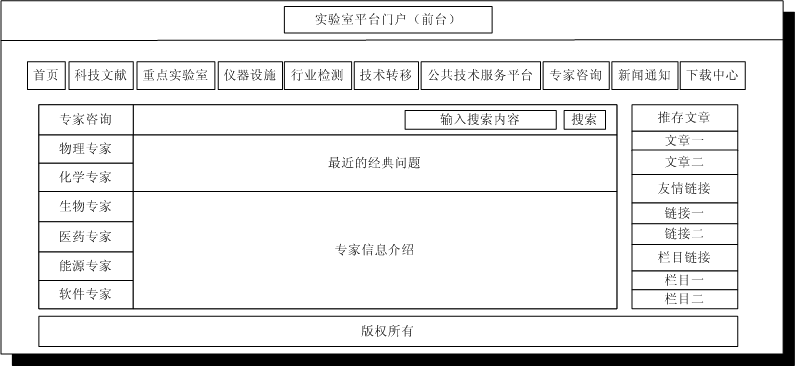 实验室平台门户（前台）
首页 科技文献 重点实验室 仪器设施 行业检测 技术转移 公共技术服务平台 专家咨询 新闻通知 下载中心
专家咨询
物理专家
化学专家
生物专家
医药专家
能源专家
软件专家
输入搜索内容 搜索
最近的经典问题
专家信息介绍
推存文章
文章一
文章二
友情链接
链接一
链接二
栏目链接
栏目一
栏目二
版权所有